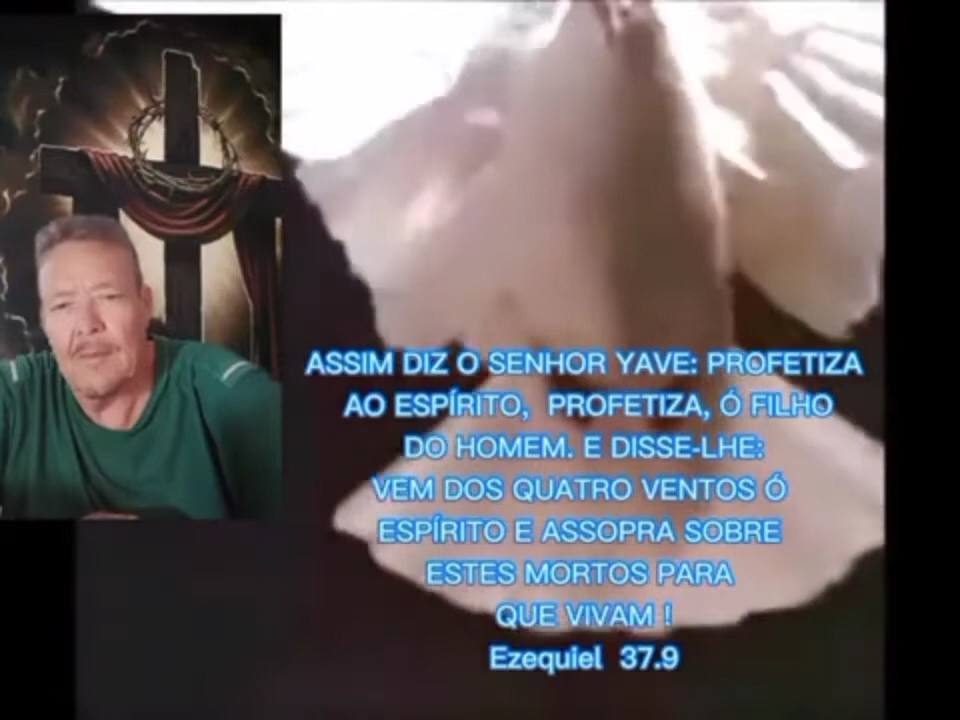 ASSIM DIZ O SENHOR YAVE: PROFETIZA
AO ESPÍRITO, PROFETIZA, Ó FILHO
DO HOMEM. E DISSE-LHE:
VEM DOS QUATRO VENTOS Ó
ESPÍRITO E ASSOPRA SOBRE
ESTES MORTOS PARA
QUE VIVAM !
Ezequiel 37.9